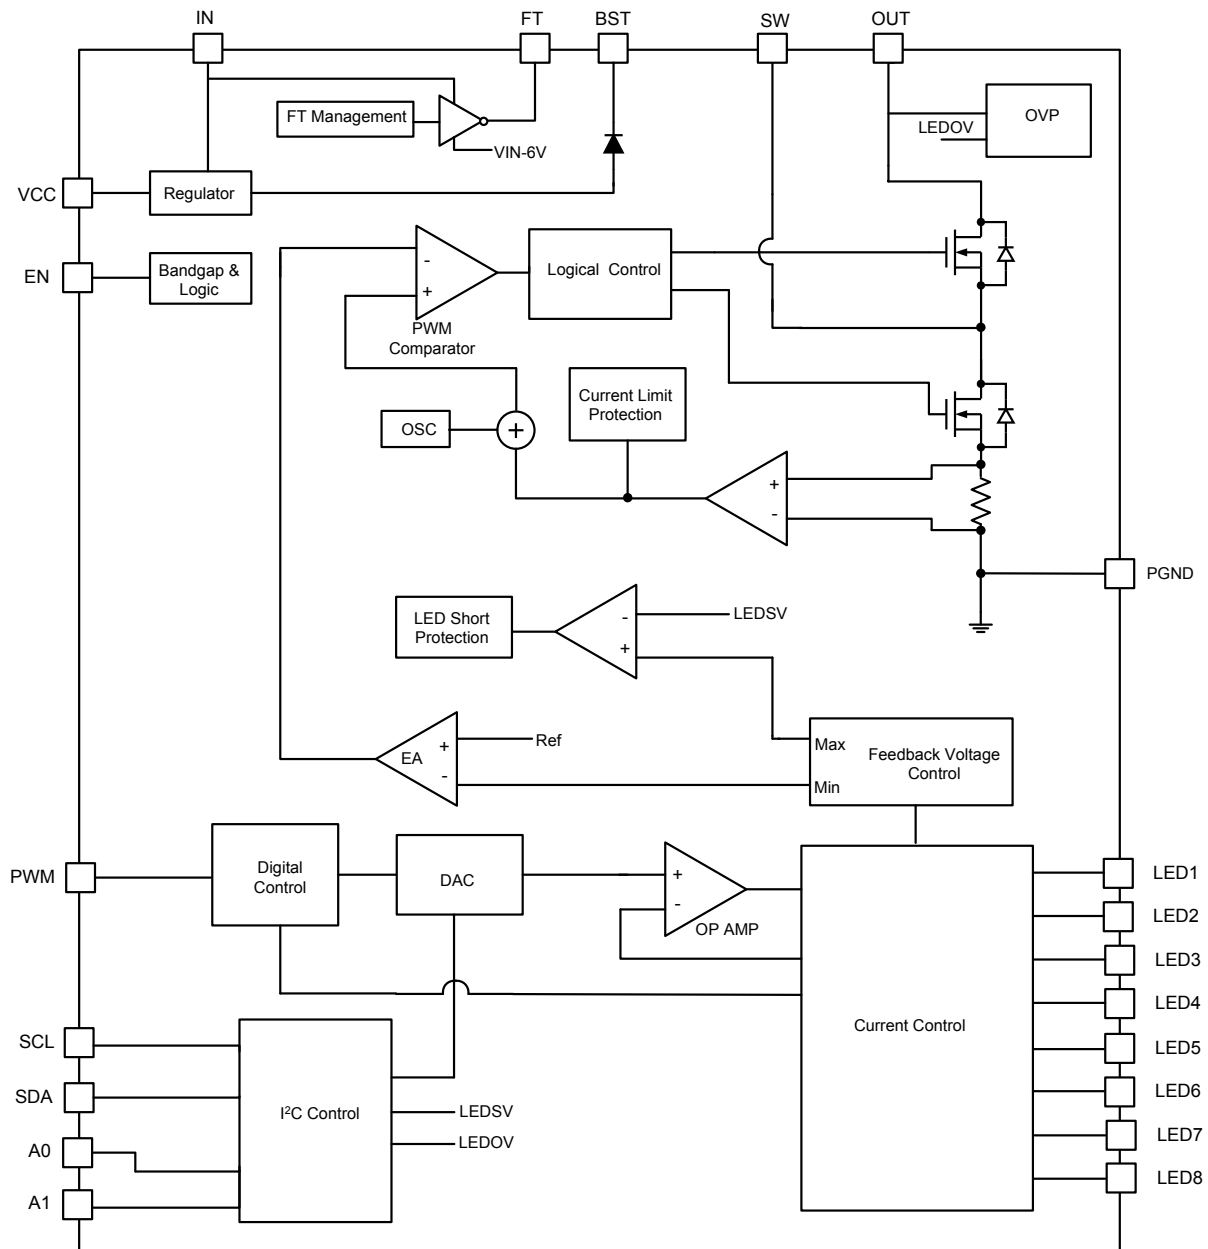 IN
FT
BST
SW
OUT
FT Management
VIN-6V
OVP
LEDOV
VCC
Regulator
EN
Bandgap &
Logic
-
+
PWM
Comparator
Logical Control
OSC
+
Current Limit
Protection
+
-
PGND
LED Short
Protection
-
+
LEDSV
EA
+
-
Ref
Max
Min
Feedback Voltage
Control
PWM
Digital
Control
DAC
+
-
OP AMP
Current Control
LED1
LED2
LED3
LED4
LED5
LED6
LED7
LED8
SCL
SDA
A0
A1
I²C Control
LEDSV
LEDOV